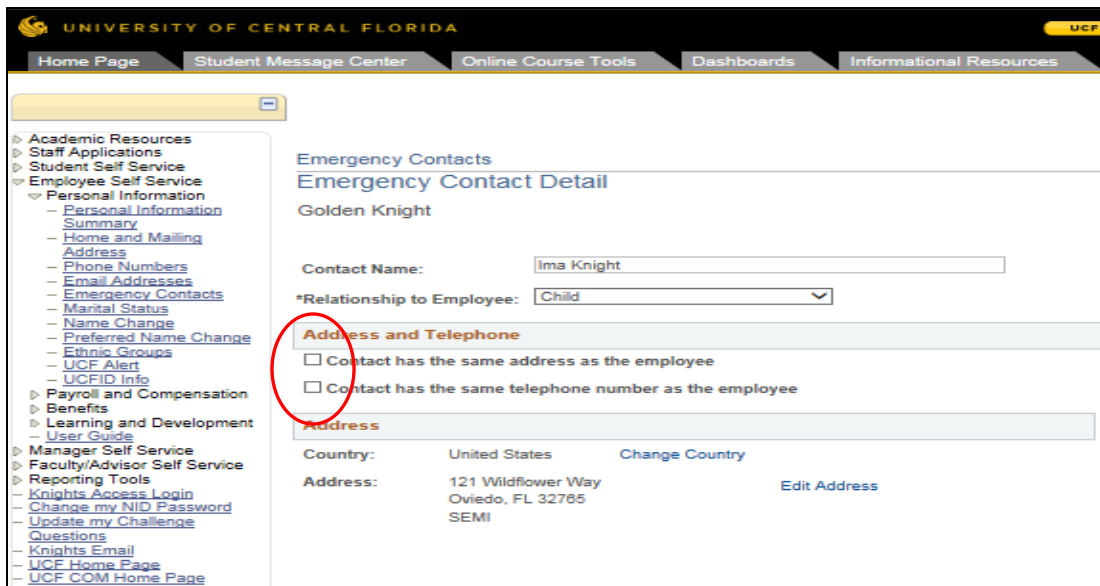 UNIVERSITY OF CENTRAL FLORIDA
UCF
Home Page
Student Message Center
Online Course Tools
Dashboards
Informational Resources
Academic Resources
Staff Applications
Student Self Service
Employee Self Service
Personal Information
Personal Information
Summary
Home and Mailing
Address
Phone Numbers
Email Addresses
Emergency Contacts
Marital Status
Name Change
Preferred Name Change
Ethnic Groups
UCF Alert
UCFID Info
Payroll and Compensation
Benefits
Learning and Development
User Guide
Manager Self Service
Faculty/Advisor Self Service
Reporting Tools
Knights Access Login
Change my NID Password
Update my Challenge
Questions
Knights Email
UCF Home Page
UCF COM Home Page
Emergency Contacts
Emergency Contact Detail
Golden Knight
Contact Name: Ima Knight
*Relationship to Employee: Child
Address and Telephone
Contact has the same address as the employee
Contact has the same telephone number as the employee
Address
Country: United States Change Country
Address: 121 Wildflower Way Edit Address
Oviedo, FL 32765
SEMI